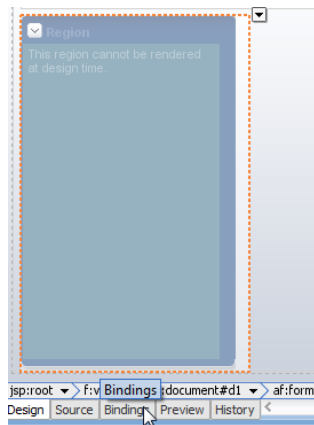 Region
This region cannot be rendered
at design time.
jsp:root f:v Bindings :document#d1 af:form
Design Source Bindings Preview History